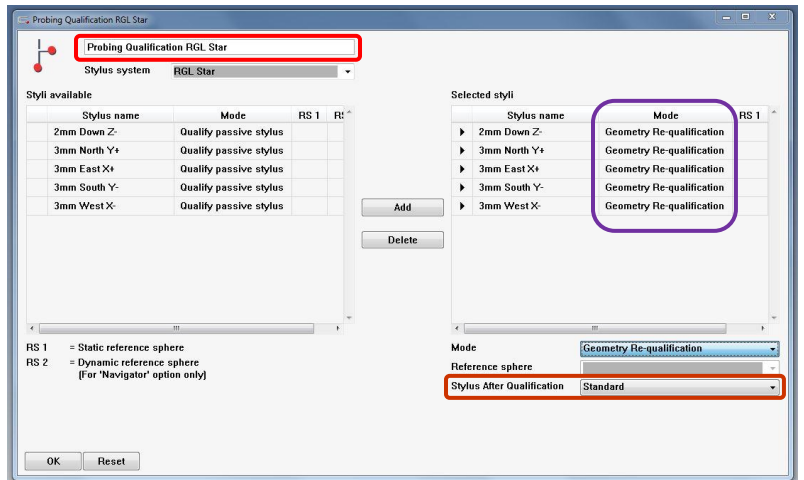 Probing Qualification RGL Star
Probing Qualification RGL Star
Stylus system RGL Star
Styli available
Stylus name Mode RS 1
2mm Down Z- Qualify passive stylus
3mm North Y+ Qualify passive stylus
3mm East X+ Qualify passive stylus
3mm South Y- Qualify passive stylus
3mm West X- Qualify passive stylus
Add
Delete
Selected styli
Stylus name Mode RS 1
2mm Down Z- Geometry Re-qualification
3mm North Y+ Geometry Re-qualification
3mm East X+ Geometry Re-qualification
3mm South Y- Geometry Re-qualification
3mm West X- Geometry Re-qualification
RS 1 = Static reference sphere
RS 2 = Dynamic reference sphere
(For 'Navigator' option only)
Mode Geometry Re-qualification
Reference sphere
Stylus After Qualification Standard
OK Reset